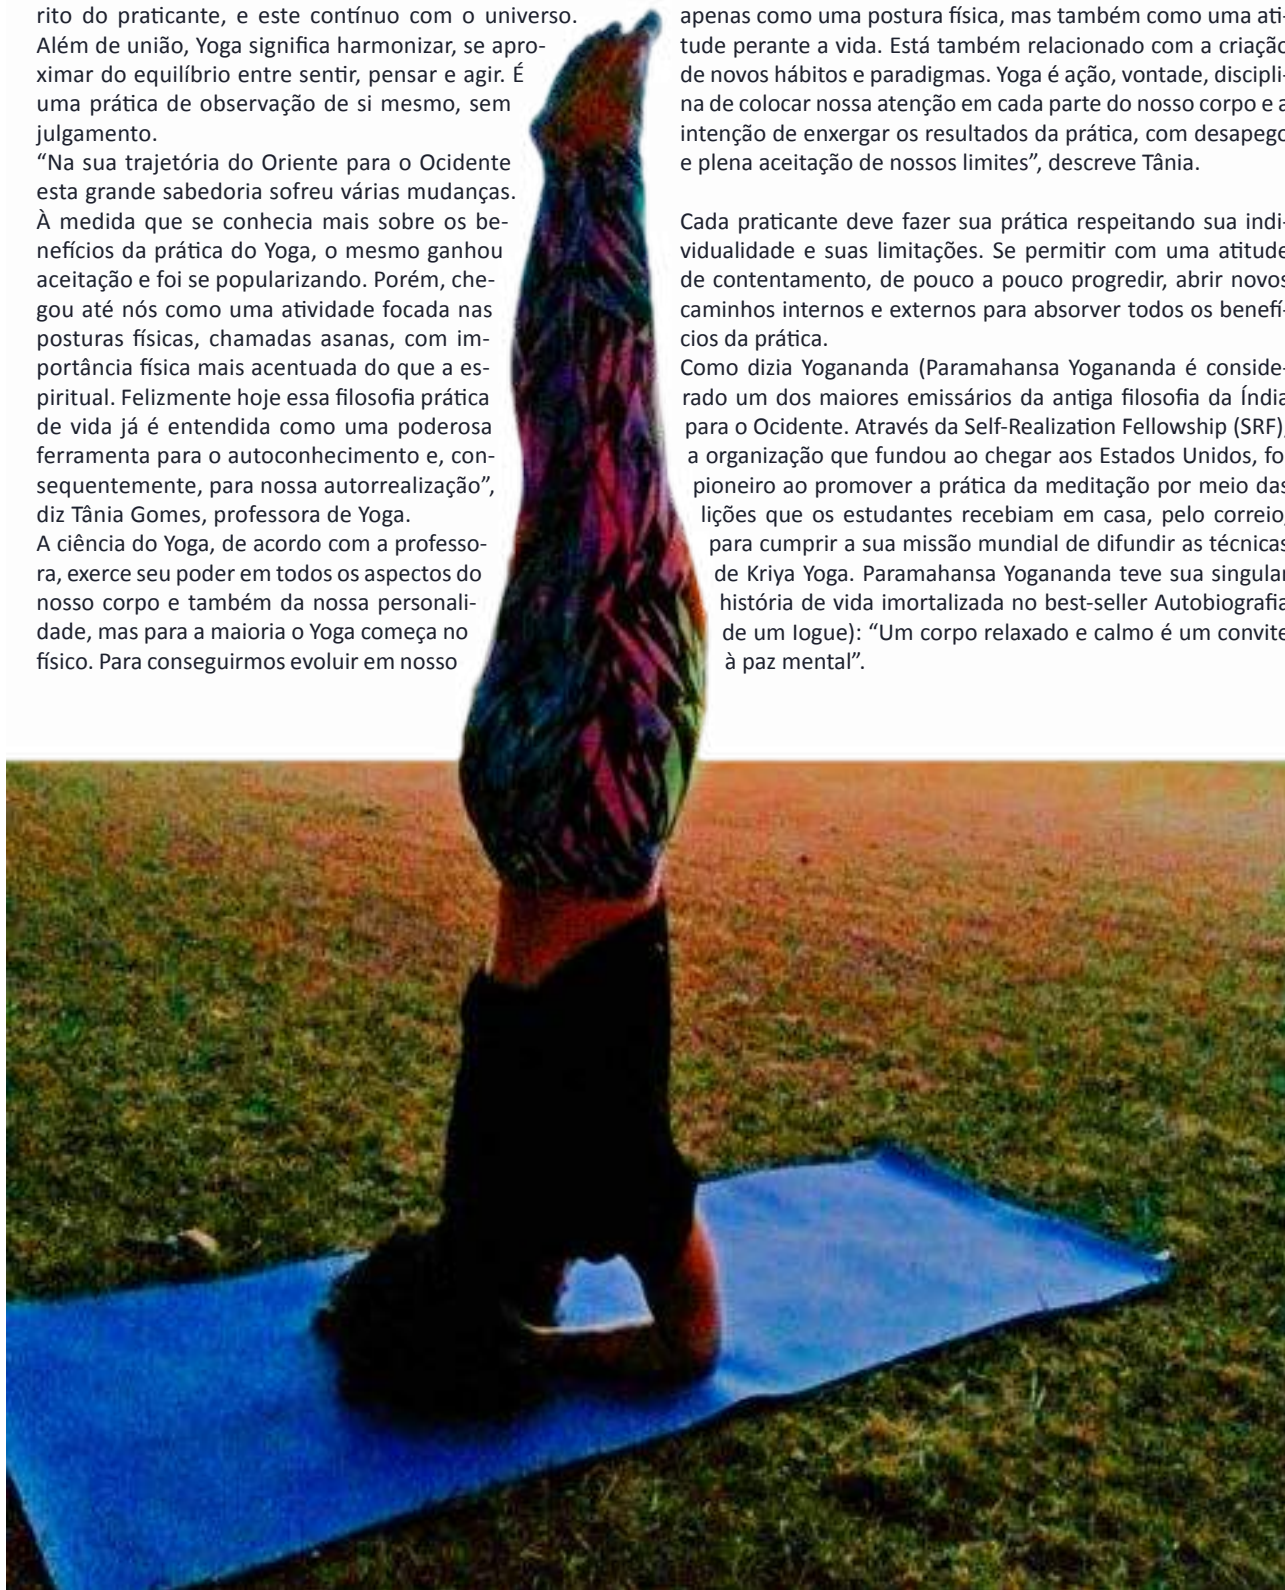 rito do praticante, e este contínuo com o universo.
Além de união, Yoga significa harmonizar, se apro-
ximar do equilíbrio entre sentir, pensar e agir. É
uma prática de observação de si mesmo, sem
julgamento.
“Na sua trajetória do Oriente para o Ocidente
esta grande sabedoria sofreu várias mudanças.
À medida que se conhecia mais sobre os be-
nefícios da prática do Yoga, o mesmo ganhou
aceitação e foi se popularizando. Porém, che-
gou até nós como uma atividade focada nas
posturas físicas, chamadas asanas, com im-
portância física mais acentuada do que a es-
piritual. Felizmente hoje essa filosofia prática
de vida já é entendida como uma poderosa
ferramenta para o autoconhecimento e, con-
sequentemente, para nossa autorrealização”,
diz Tânia Gomes, professora de Yoga.
A ciência do Yoga, de acordo com a professo-
ra, exerce seu poder em todos os aspectos do
nosso corpo e também da nossa personali-
dade, mas para a maioria o Yoga começa no
físico. Para conseguirmos evoluir em nosso
apenas como uma postura física, mas também como uma ati-
tude perante a vida. Está também relacionado com a criação
de novos hábitos e paradigmas. Yoga é ação, vontade, discipli-
na de colocar nossa atenção em cada parte do nosso corpo e a
intenção de enxergar os resultados da prática, com desapego
e plena aceitação de nossos limites”, descreve Tânia.
Cada praticante deve fazer sua prática respeitando sua indi-
vidualidade e suas limitações. Se permitir com uma atitude
de contentamento, de pouco a pouco progredir, abrir novos
caminhos internos e externos para absorver todos os benefí-
cios da prática.
Como dizia Yogananda (Paramahansa Yogananda é conside-
rado um dos maiores emissários da antiga filosofia da Índia
para o Ocidente. Através da Self-Realization Fellowship (SRF),
a organização que fundou ao chegar aos Estados Unidos, fo
pioneiro ao promover a prática da meditação por meio das
lições que os estudantes recebiam em casa, pelo correio,
para cumprir a sua missão mundial de difundir as técnicas
de Kriya Yoga. Paramahansa Yogananda teve sua singular
história de vida imortalizada no best-seller Autobiografia
de um Iogue): “Um corpo relaxado e calmo é um convite
à paz mental”.